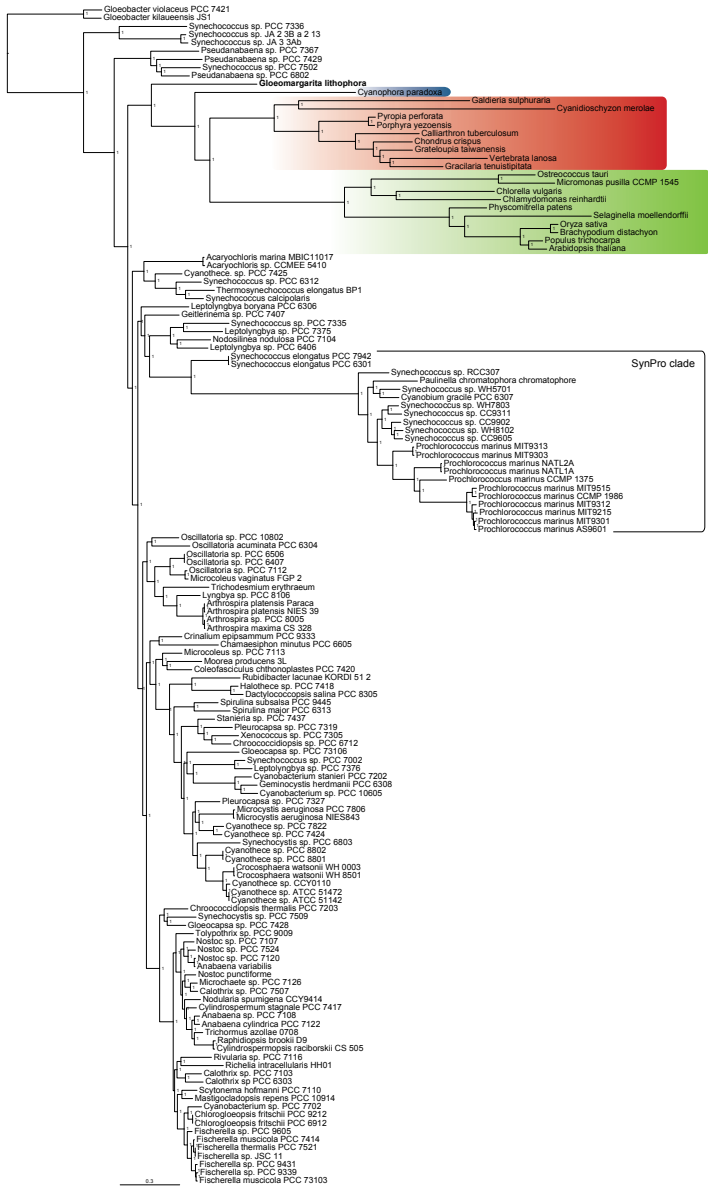 Gloeobacter violaceus PCC 7421
Gloeobacter kilaueensis JS1
Synechococcus sp. PCC 7336
Synechococcus sp. JA 2 3B a 2 13
Synechococcus sp. JA 3 3Ab
Pseudanabaena sp. PCC 7367
Pseudanabaena sp. PCC 7429
Synechococcus sp. PCC 7502
Pseudanabaena sp. PCC 6802
Gloeomargarita lithophora
Cyanophora paradoxa
Galdieria sulphuraria
Cyanidioschyzon merolae
Pyropia perforata
Porphyra yezoensis
Calliarthron tuberculosum
Chondrus crispus
Grateloupia taiwanensis
Vertebrata lanosa
Gracilaria tenuistipitata
Ostreococcus tauri
Micromonas pusilla CCMP 1545
Chlorella vulgaris
Chlamydomonas reinhardtii
Physcomitrella patens
Selaginella moellendorffii
Oryza sativa
Brachypodium distachyon
Populus trichocarpa
Arabidopsis thaliana
Acaryochloris marina MBIC11017
Acaryochloris sp. CCMEE 5410
Cyanothece. sp. PCC 7425
Synechococcus sp. PCC 6312
Thermosynechococcus elongatus BP1
Synechococcus calcipolaris
Leptolyngbya boryana PCC 6306
Geitlerinema sp. PCC 7407
Synechococcus sp. PCC 7335
Leptolyngbya sp. PCC 7375
Nodosilinea nodulosa PCC 7104
Leptolyngbya sp. PCC 6406
Synechococcus elongatus PCC 7942
Synechococcus elongatus PCC 6301
SynPro clade
Synechococcus sp. RCC307
Paulinella chromatophora chromatophore
Synechococcus sp. WH5701
Cyanobium gracile PCC 6307
Synechococcus sp. WH7803
Synechococcus sp. CC9311
Synechococcus sp. CC9902
Synechococcus sp. WH8102
Synechococcus sp. CC9605
Prochlorococcus marinus MIT9313
Prochlorococcus marinus MIT9303
Prochlorococcus marinus NATL2A
Prochlorococcus marinus NATL1A
Prochlorococcus marinus CCMP 1375
Prochlorococcus marinus MIT9515
Prochlorococcus marinus CCMP 1986
Prochlorococcus marinus MIT9312
Prochlorococcus marinus MIT9215
Prochlorococcus marinus MIT9301
Prochlorococcus marinus AS9601
Oscillatoria sp. PCC 10802
Oscillatoria acuminata PCC 6304
Oscillatoria sp. PCC 6506
Oscillatoria sp. PCC 6407
Oscillatoria sp. PCC 7112
Microcoleus vaginatus FGP 2
Trichodesmium erythraeum
Lyngbya sp. PCC 8106
Arthrospira platensis Paraca
Arthrospira platensis NIES 39
Arthrospira sp. PCC 8005
Arthrospira maxima CS 328
Crinalium epipsammum PCC 9333
Chamaesiphon minutus PCC 6605
Microcoleus sp. PCC 7113
Moorea producens 3L
Coleofasciculus chthonoplastes PCC 7420
Rubidibacter lacunae KORDI 51 2
Halothece sp. PCC 7418
Dactylococcopsis salina PCC 8305
Spirulina subsalsa PCC 9445
Spirulina major PCC 6313
Stanieria sp. PCC 7437
Pleurocapsa sp. PCC 7319
Xenococcus sp. PCC 7305
Chroococcidiopsis sp. PCC 6712
Gloeocapsa sp. PCC 73106
Synechococcus sp. PCC 7002
Leptolyngbya sp. PCC 7376
Cyanobacterium stanieri PCC 7202
Geminocystis herdmanii PCC 6308
Cyanobacterium sp. PCC 10605
Pleurocapsa sp. PCC 7327
Microcystis aeruginosa PCC 7806
Microcystis aeruginosa NIES843
Cyanothece sp. PCC 7822
Cyanothece sp. PCC 7424
Synechocystis sp. PCC 6803
Cyanothece sp. PCC 8802
Cyanothece sp. PCC 8801
Crocosphaera watsonii WH 0003
Crocosphaera watsonii WH 8501
Cyanothece sp. CCY0110
Cyanothece sp. ATCC 51472
Cyanothece sp. ATCC 51142
Chroococcidiopsis thermalis PCC 7203
Synechocystis sp. PCC 7509
Gloeocapsa sp. PCC 7428
Tolypothrix sp. PCC 9009
Nostoc sp. PCC 7107
Nostoc sp. PCC 7524
Nostoc sp. PCC 7120
Anabaena variabilis
Nostoc punctiforme
Microchaete sp. PCC 7126
Calothrix sp. PCC 7507
Nodularia spumigena CCY9414
Cylindrospermum stagnale PCC 7417
Anabaena sp. PCC 7108
Anabaena cylindrica PCC 7122
Trichormus azollae 0708
Raphidiopsis brookii D9
Cylindrospermopsis raciborskii CS 505
Rivularia sp. PCC 7116
Richelia intracellularis HH01
Calothrix sp. PCC 7103
Calothrix sp PCC 6303
Scytonema hofmanni PCC 7110
Mastigocladopsis repens PCC 10914
Cyanobacterium sp. PCC 7702
Chlorogloeopsis fritschii PCC 9212
Chlorogloeopsis fritschii PCC 6912
Fischerella sp. PCC 9605
Fischerella muscicola PCC 7414
Fischerella thermalis PCC 7521
Fischerella sp. JSC 11
Fischerella sp. PCC 9431
Fischerella sp. PCC 9339
Fischerella muscicola PCC 73103
0.3